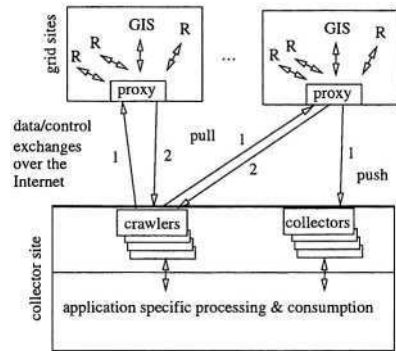 grid sites
GIS
R
R
R
R
proxy
...
GIS
R
R
R
R
proxy
data/control
exchanges
over the
Internet
1
2
pull
1
2
1
push
collector site
crawlers
collectors
application specific processing & consumption